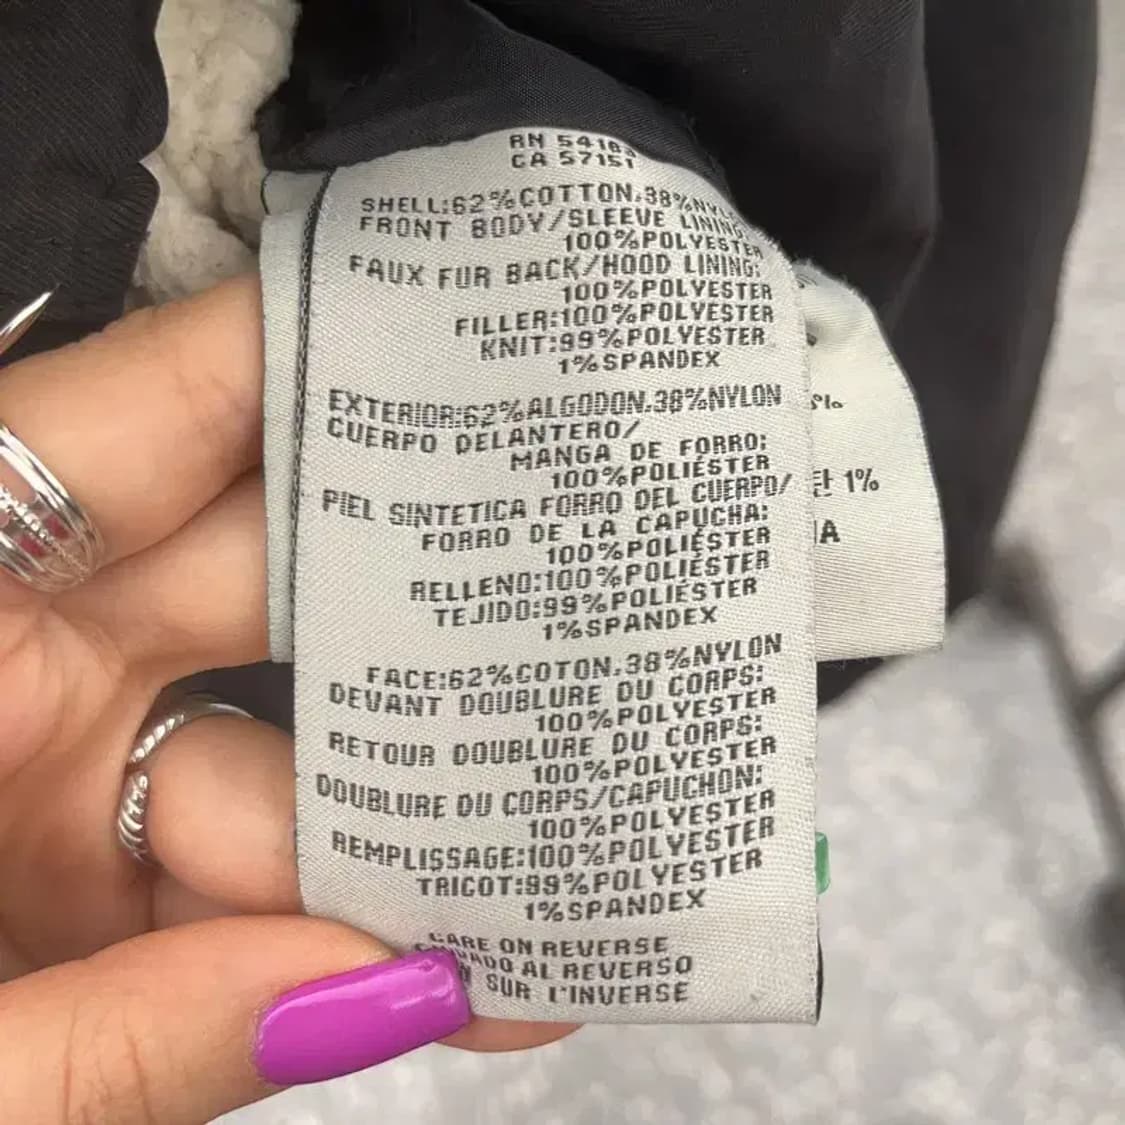 RN 54163
CA 57151
SHELL:62%COTTON.38%NYL
FRONT BODY/SLEEVE LINING:
100%POLYESTER
FAUX FUR BACK/HOOD LINING:
100%POLYESTER
FILLER:100%POLYESTER
KNIT:99%POLYESTER
1%SPANDEX
EXTERIOR:62%ALGODON.38%NYLON
CUERPO DELANTERO/
MANGA DE FORRO:
100%POLIÉSTER
PIEL SINTETICA FORRO DEL CUERPO/
FORRO DE LA CAPUCHA:
100%POLIÉSTER
RELLENO:100%POLIÉSTER
TEJIDO:99%POLIÉSTER
1%SPANDEX
FACE:62%COTON.38%NYLON
DEVANT DOUBLURE DU CORPS:
100%POLYESTER
RETOUR DOUBLURE DU CORPS:
100%POLYESTER
DOUBLURE DU CORPS/CAPUCHON:
100%POLYESTER
REMPLISSAGE:100%POLYESTER
TRICOT:99%POLYESTER
1%SPANDEX
CARE ON REVERSE
AL REVERSO
SUR L'INVERSE
1%